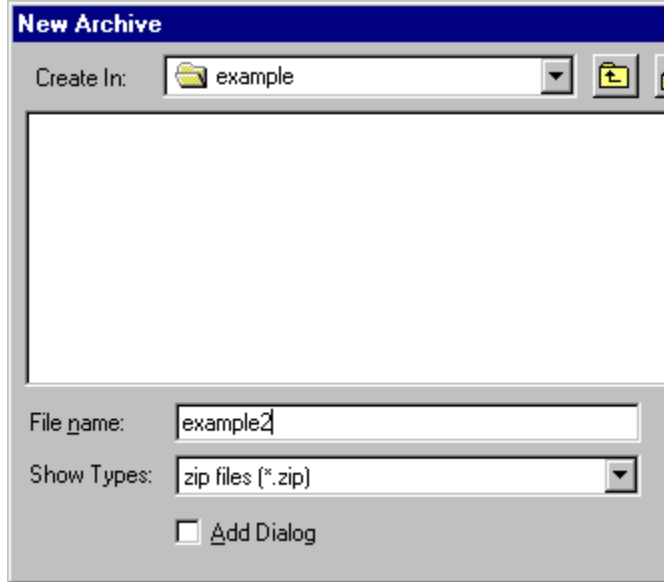 New Archive
Create In: example
File name: example2
Show Types: zip files (*.zip)
Add Dialog